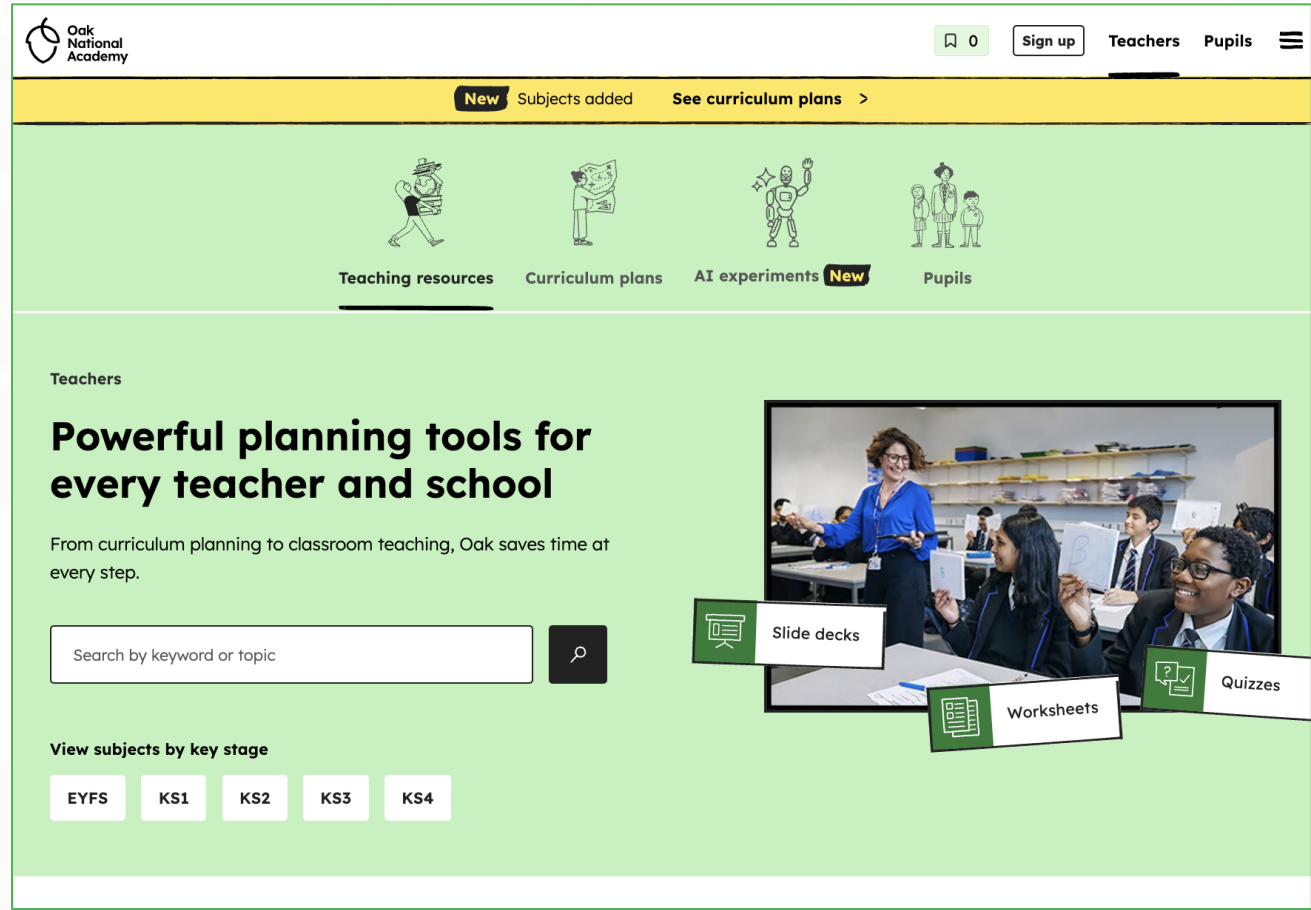 Oak
National
Academy
0
Sign up
Teachers
Pupils
New Subjects added
See curriculum plans >
Teaching resources
Curriculum plans
AI experiments New
Pupils
Teachers
Powerful planning tools for
every teacher and school
From curriculum planning to classroom teaching, Oak saves time at
every step.
Search by keyword or topic
View subjects by key stage
EYFS
KS1
KS2
KS3
KS4
Slide decks
Worksheets
? Quizzes